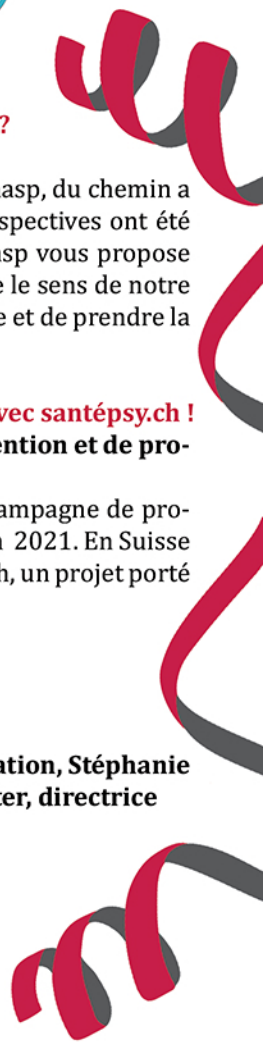 ?
asp, du chemin a
spectives ont été
asp vous propose
e le sens de notre
e et de prendre la
vec santépsy.ch !
ention et de pro-
ampagne de pro-
2021. En Suisse
h, un projet porté
ation, Stéphanie
ter, directrice